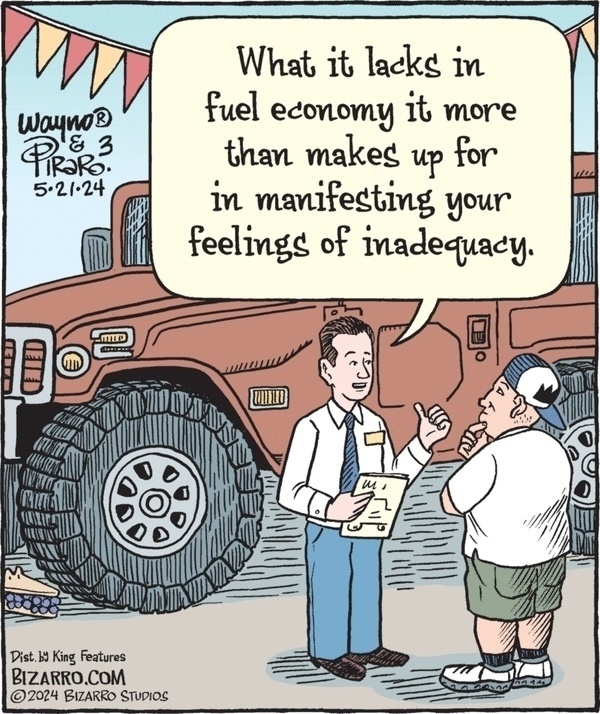 What it lacks in
fuel economy it more
than makes up for
in manifesting your
feelings of inadequacy.
Wayno®
& 3
PIRARO.
5·21·24
Dist. by King Features
BIZARRO.COM
© 2024 BIZARRO STUDIOS